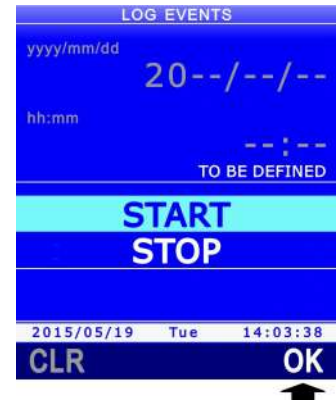 LOG EVENTS
yyyy/mm/dd
20--/--/--
hh:mm
--:--
TO BE DEFINED
START
STOP
2015/05/19 Tue 14:03:38
CLR OK